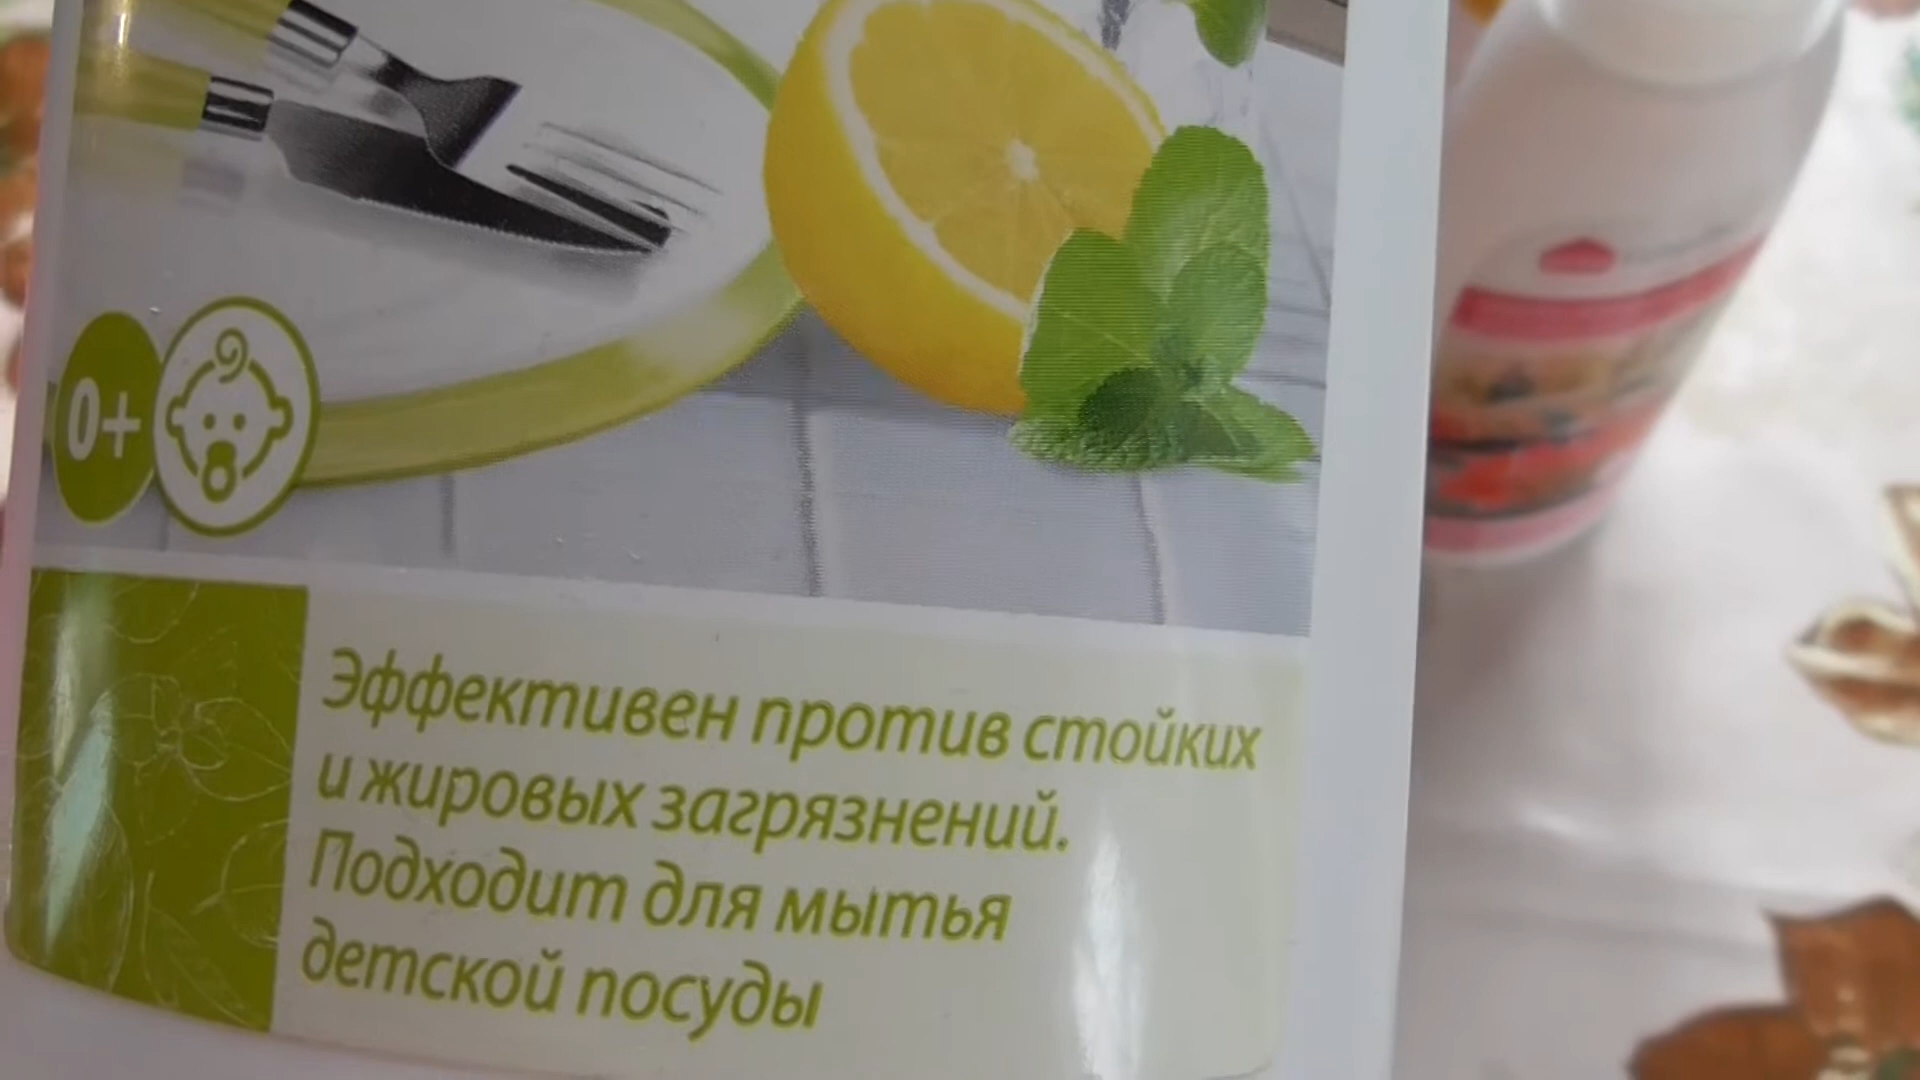 0+
Эффективен против стойких
и жировых загрязнений.
Подходит для мытья
детской посуды